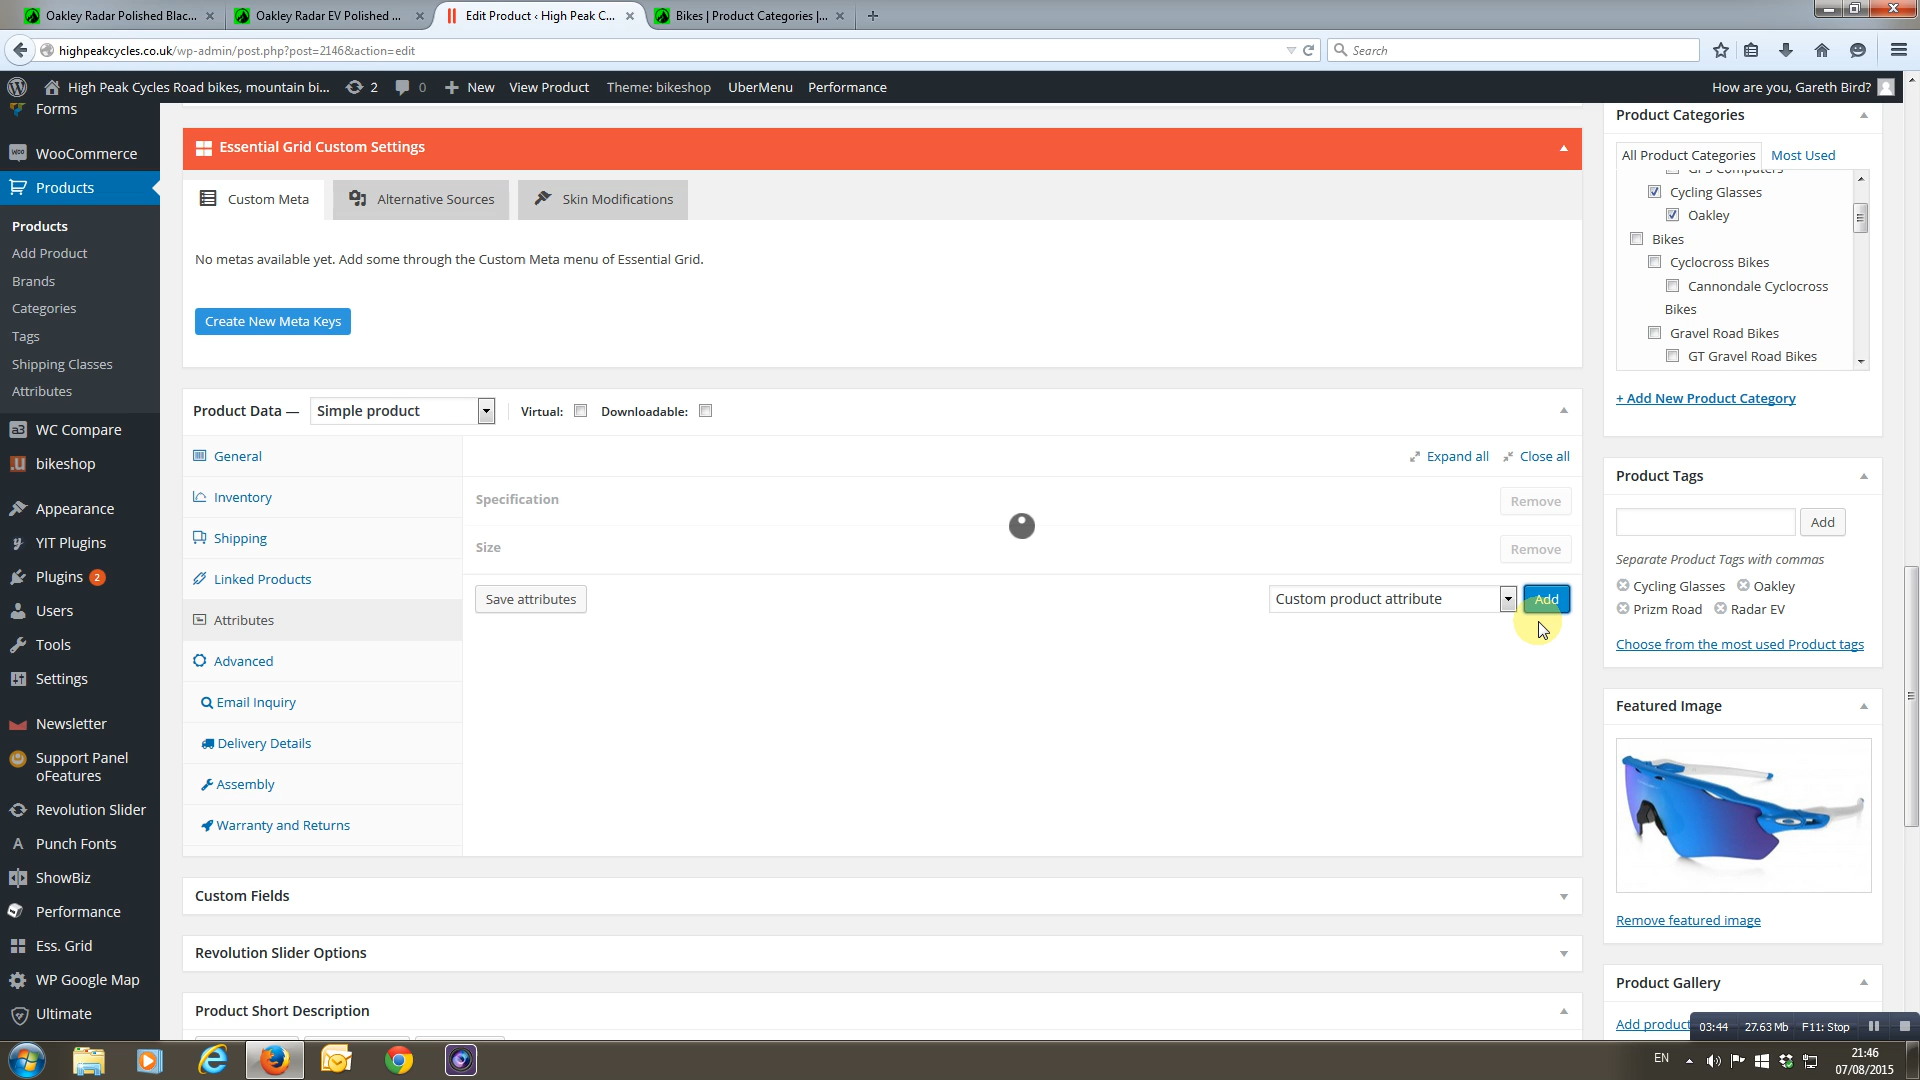 Oakley Radar Polished Blac...
Oakley Radar EV Polished ...
Edit Product ‹ High Peak C...
Bikes | Product Categories |...
highpeakcycles.co.uk/wp-admin/post.php?post=2146&action=edit
Search
High Peak Cycles Road bikes, mountain bi...
2
0
New
View Product
Theme: bikeshop
UberMenu
Performance
How are you, Gareth Bird?
Forms
WooCommerce
Products
Products
Add Product
Brands
Categories
Tags
Shipping Classes
Attributes
WC Compare
bikeshop
Appearance
YIT Plugins
Plugins 2
Users
Tools
Settings
Newsletter
Support Panel
oFeatures
Revolution Slider
Punch Fonts
ShowBiz
Performance
Ess. Grid
WP Google Map
Ultimate
Essential Grid Custom Settings
Custom Meta
Alternative Sources
Skin Modifications
No metas available yet. Add some through the Custom Meta menu of Essential Grid.
Create New Meta Keys
Product Data —
Simple product
Virtual:
Downloadable:
General
Inventory
Shipping
Linked Products
Attributes
Advanced
Email Inquiry
Delivery Details
Assembly
Warranty and Returns
Expand all
Close all
Specification
Remove
Size
Remove
Save attributes
Custom product attribute
Add
Custom Fields
Revolution Slider Options
Product Short Description
Product Categories
All Product Categories
Most Used
GPS Computers
Cycling Glasses
Oakley
Bikes
Cyclocross Bikes
Cannondale Cyclocross
Bikes
Gravel Road Bikes
GT Gravel Road Bikes
+ Add New Product Category
Product Tags
Add
Separate Product Tags with commas
Cycling Glasses
Oakley
Prizm Road
Radar EV
Choose from the most used Product tags
Featured Image
Remove featured image
Product Gallery
Add product
03:44
27.63 Mb
F11: Stop
EN
21:46
07/08/2015